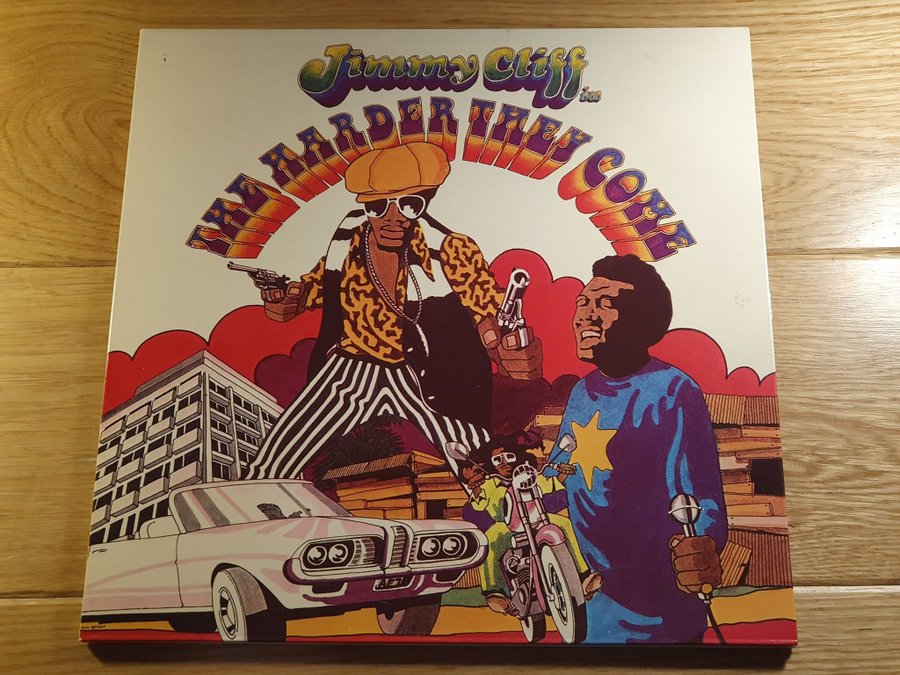 Jimmy Cliff
in
THE HARDER THEY COME